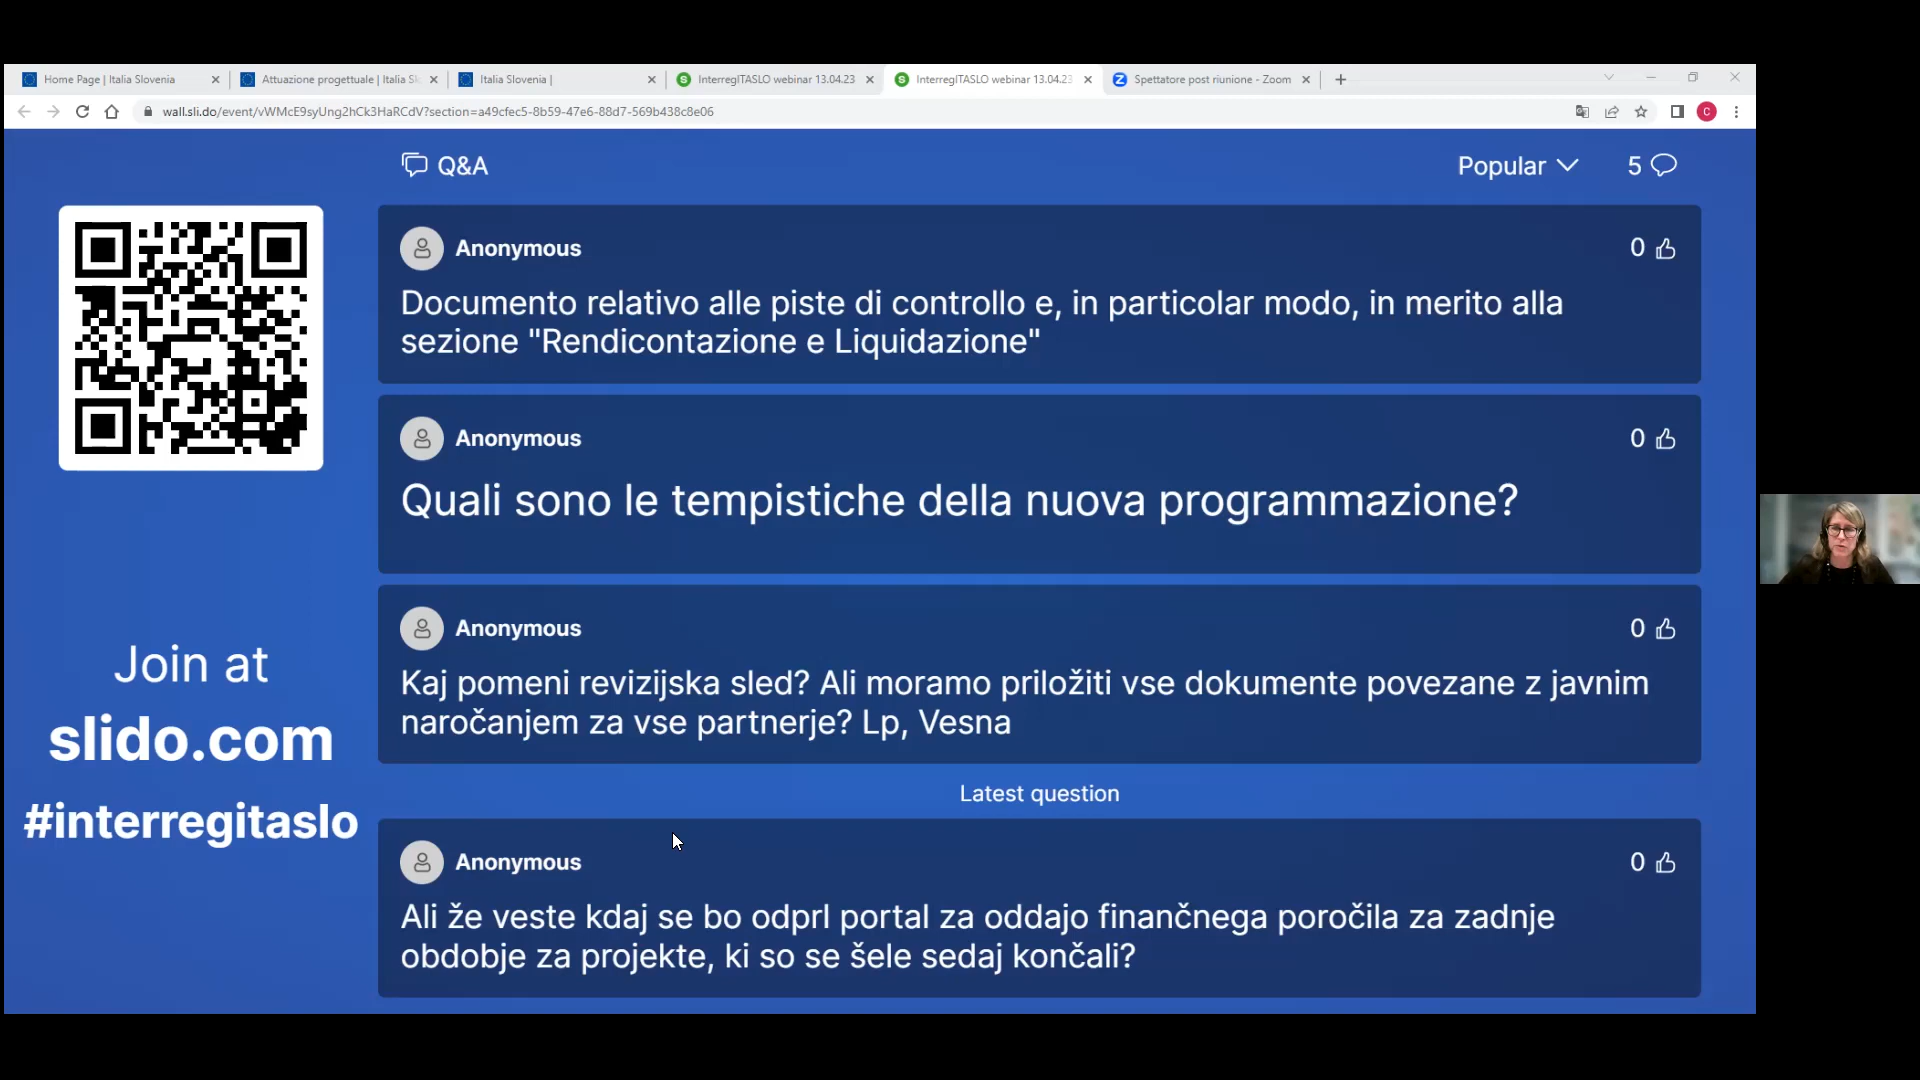 Home Page | Italia Slovenia
Attuazione progettuale | Italia Sl
Italia Slovenia |
InterregITASLO webinar 13.04.23
InterregITASLO webinar 13.04.23
Spettatore post riunione - Zoom
wall.sli.do/event/vWMcE9syUng2hCk3HaRCdV?section=a49cfec5-8b59-47e6-88d7-569b438c8e06
C
Q&A
Popular
5
Anonymous
0
Documento relativo alle piste di controllo e, in particolar modo, in merito alla
sezione "Rendicontazione e Liquidazione"
Anonymous
0
Quali sono le tempistiche della nuova programmazione?
Anonymous
0
Kaj pomeni revizijska sled? Ali moramo priložiti vse dokumente povezane z javnim
naročanjem za vse partnerje? Lp, Vesna
Latest question
Anonymous
0
Ali že veste kdaj se bo odprl portal za oddajo finančnega poročila za zadnje
obdobje za projekte, ki so se šele sedaj končali?
Join at
slido.com
#interregitaslo